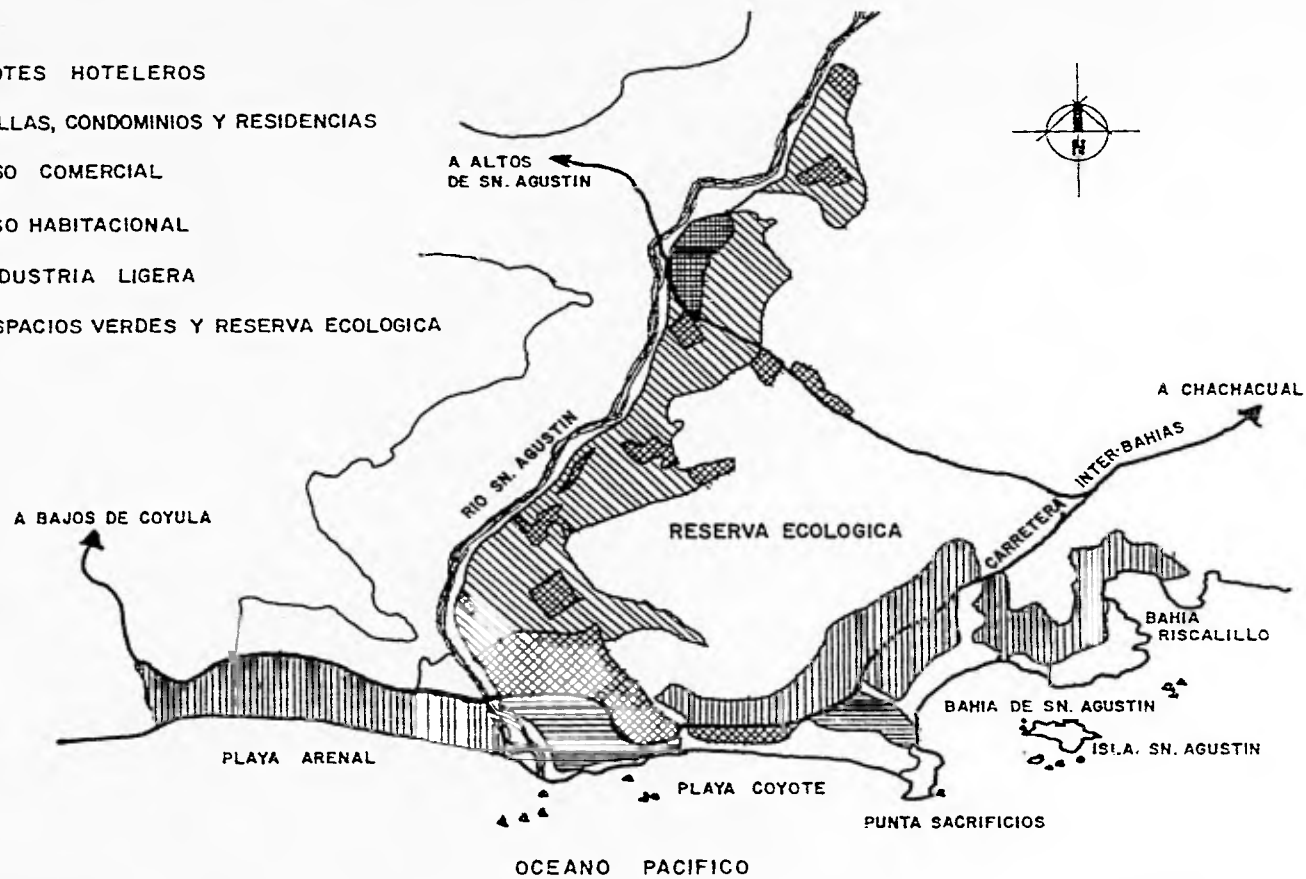 OTES HOTELEROS
LLAS, CONDOMINIOS Y RESIDENCIAS
SO COMERCIAL
SO HABITACIONAL
DUSTRIA LIGERA
SPACIOS VERDES Y RESERVA ECOLOGICA
A ALTOS
DE SN. AGUSTIN
N
A CHACHACUAL
RIO SN. AGUSTIN
CARRETERA INTER-BAHIAS
A BAJOS DE COYULA
RESERVA ECOLOGICA
BAHIA
RISCALILLO
BAHIA DE SN. AGUSTIN
ISLA. SN. AGUSTIN
PLAYA ARENAL
PLAYA COYOTE
PUNTA SACRIFICIOS
OCEANO PACIFICO